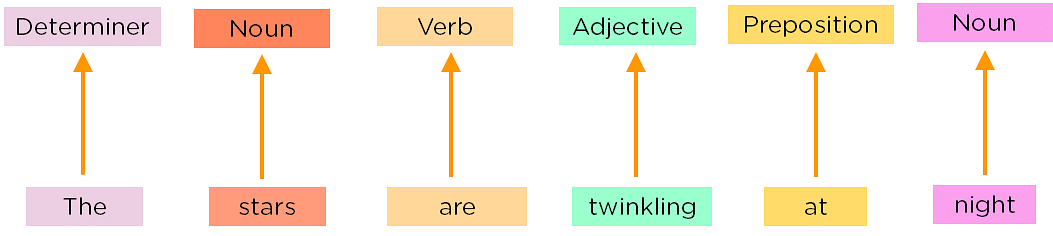 Determiner Noun Verb Adjective Preposition Noun
The stars are twinkling at night